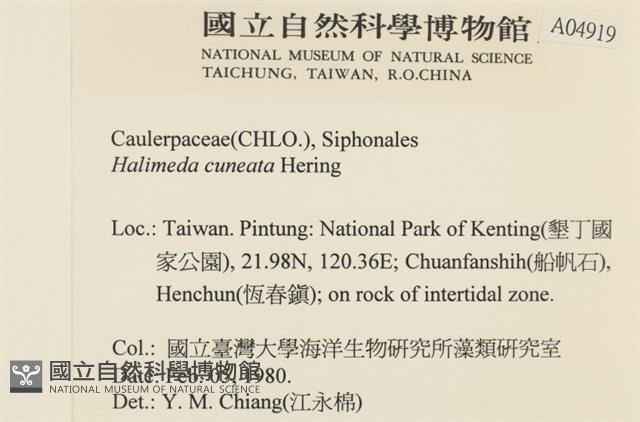 國立自然科學博物館 A04919
NATIONAL MUSEUM OF NATURAL SCIENCE
TAICHUNG, TAIWAN, R.O.CHINA
Caulerpaceae(CHLO.), Siphonales
Halimeda cuneata Hering
Loc.: Taiwan. Pintung: National Park of Kenting(墾丁國
家公園), 21.98N, 120.36E; Chuanfanshih(船帆石),
Henchun(恆春鎮); on rock of intertidal zone.
Col.: 國立臺灣大學海洋生物研究所藻類研究室
Date: Feb. 03, 1980.
國立自然科學博物館
NATIONAL MUSEUM OF NATURAL SCIENCE
Det.: Y. M. Chiang(江永棉)